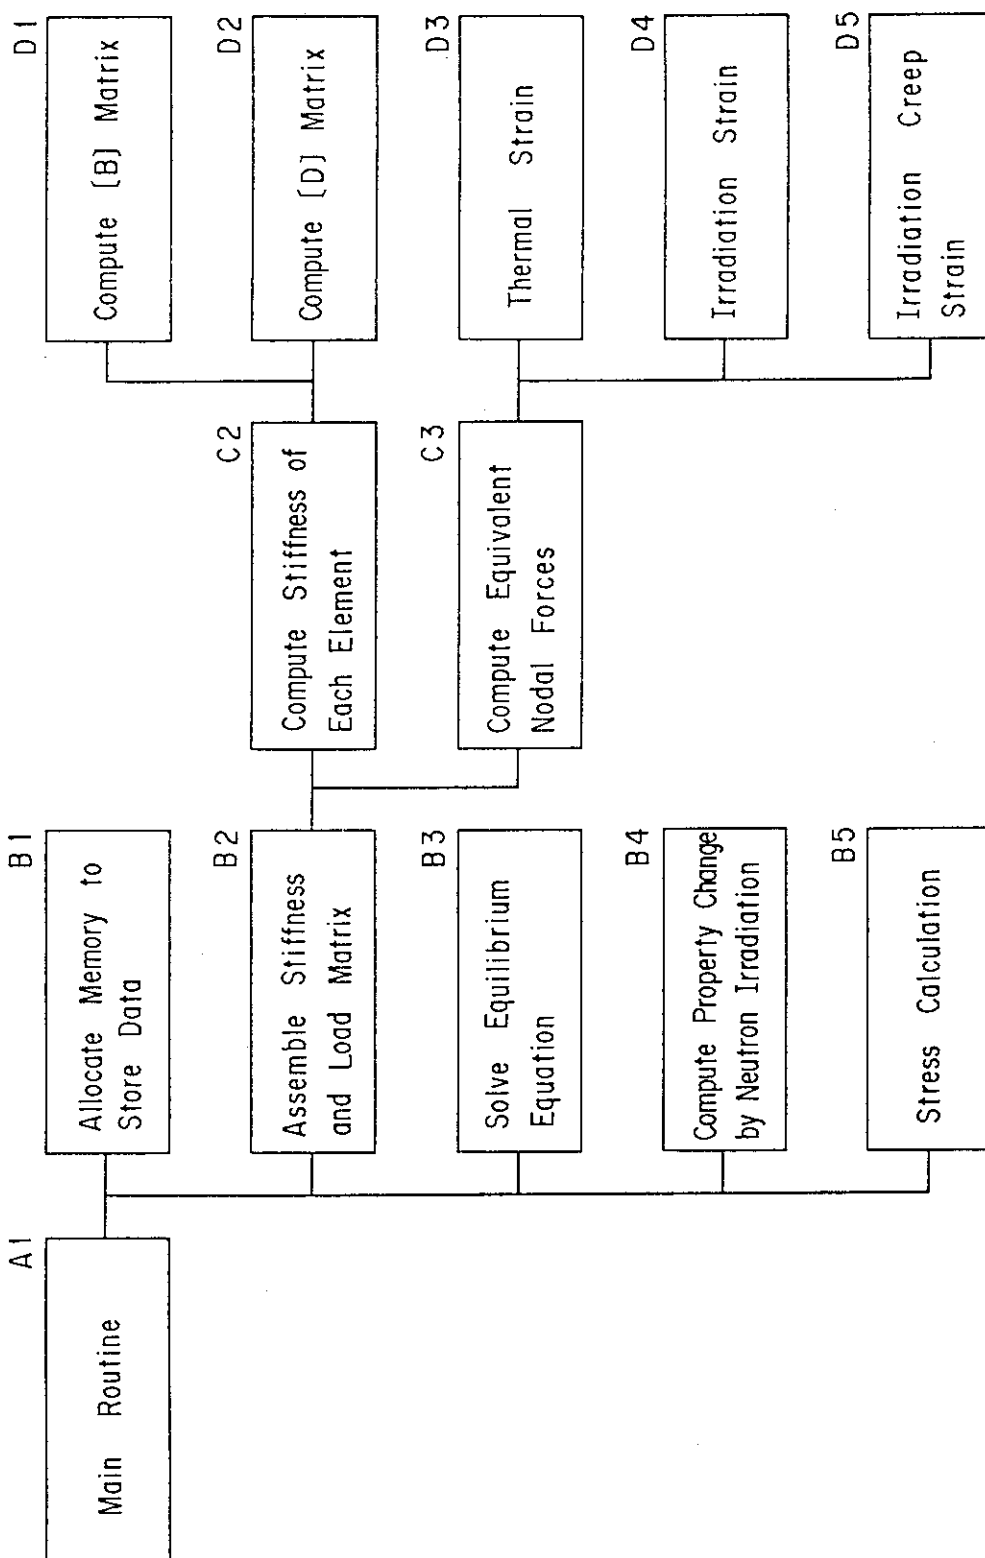 A1
Main Routine
B1
Allocate Memory to
Store Data
B2
Assemble Stiffness
and Load Matrix
B3
Solve Equilibrium
Equation
B4
Compute Property Change
by Neutron Irradiation
B5
Stress Calculation
C2
Compute Stiffness of
Each Element
C3
Compute Equivalent
Nodal Forces
D1
Compute [B] Matrix
D2
Compute [D] Matrix
D3
Thermal Strain
D4
Irradiation Strain
D5
Irradiation Creep
Strain